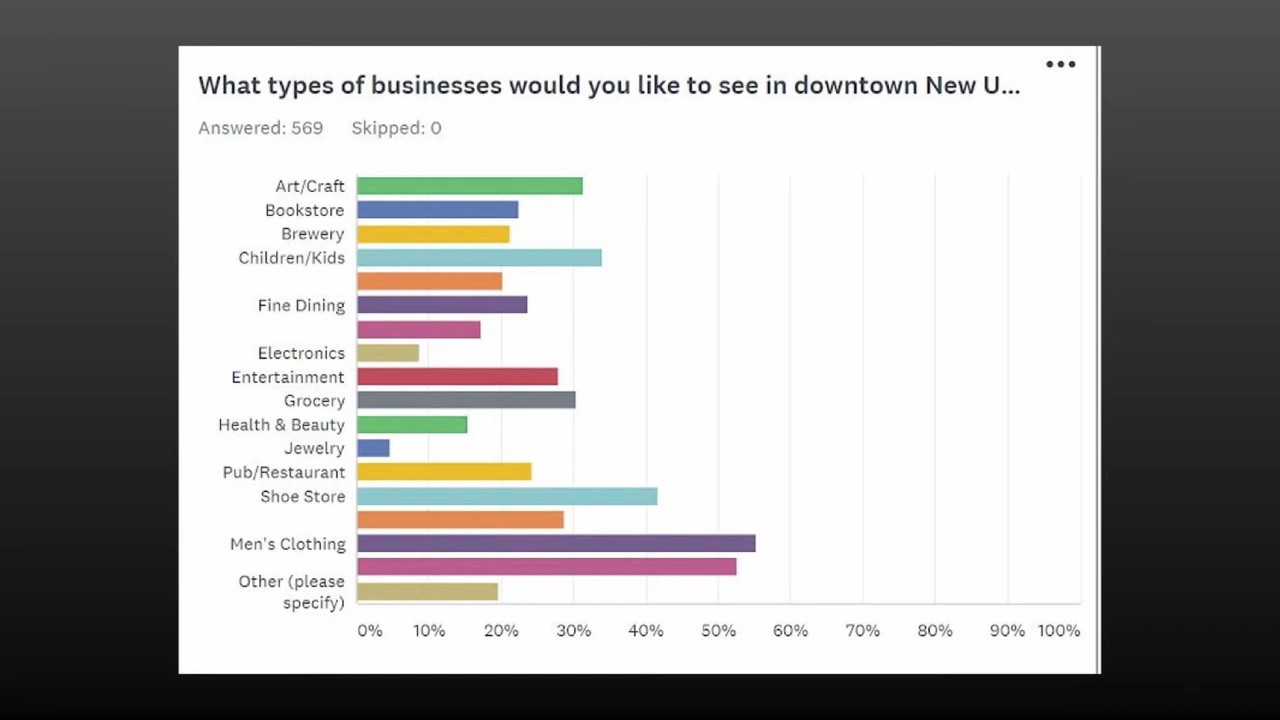 What types of businesses would you like to see in downtown New U...
Answered: 569 Skipped: 0
Art/Craft
Bookstore
Brewery
Children/Kids
Fine Dining
Electronics
Entertainment
Grocery
Health & Beauty
Jewelry
Pub/Restaurant
Shoe Store
Men's Clothing
Other (please
specify)
0% 10% 20% 30% 40% 50% 60% 70% 80% 90% 100%